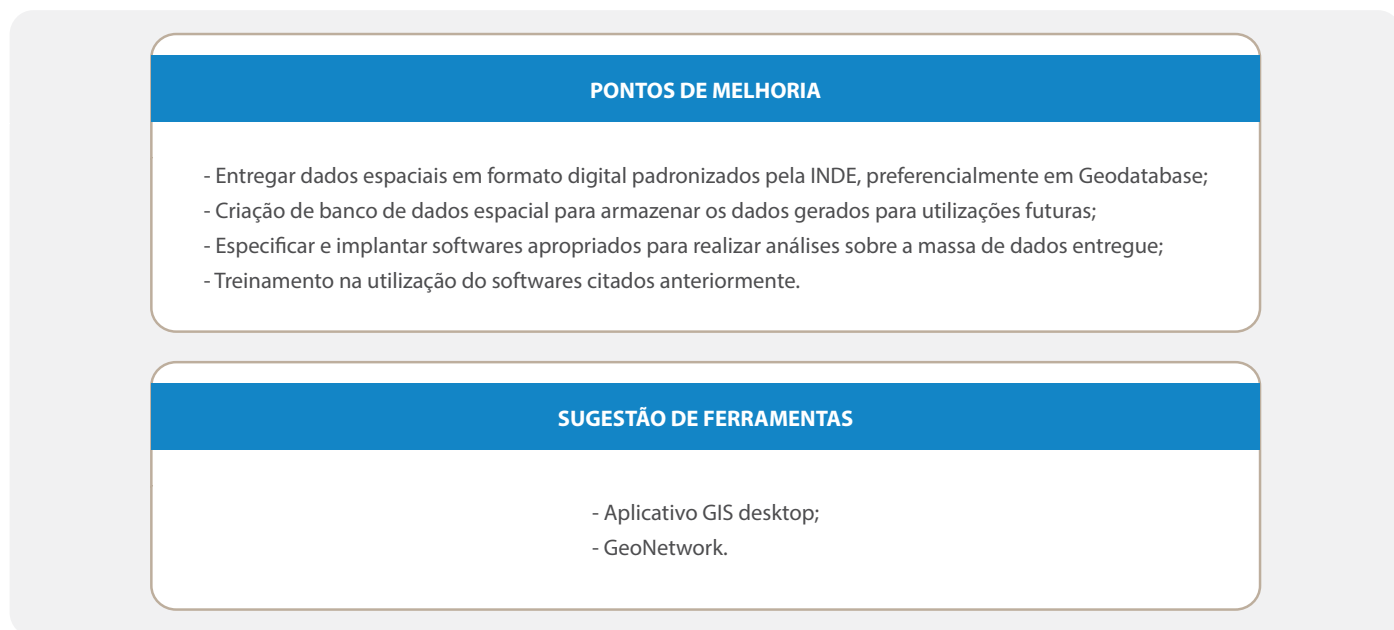 PONTOS DE MELHORIA
- Entregar dados espaciais em formato digital padronizados pela INDE, preferencialmente em Geodatabase;
- Criação de banco de dados espacial para armazenar os dados gerados para utilizações futuras;
- Especificar e implantar softwares apropriados para realizar análises sobre a massa de dados entregue;
- Treinamento na utilização do softwares citados anteriormente.
SUGESTÃO DE FERRAMENTAS
- Aplicativo GIS desktop;
- GeoNetwork.